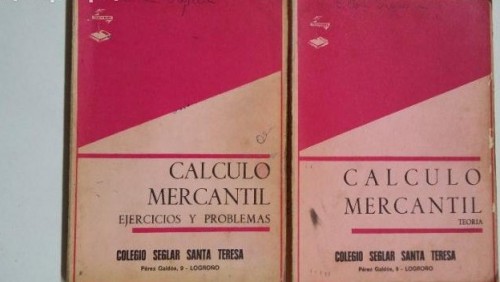 CALCULO
MERCANTIL
EJERCICIOS Y PROBLEMAS
COLEGIO SEGLAR SANTA TERESA
Pérez Galdós, 9 - LOGROÑO
CALCULO
MERCANTIL
TEORIA
COLEGIO SEGLAR SANTA TERESA
Pérez Galdós, 9 - LOGROÑO